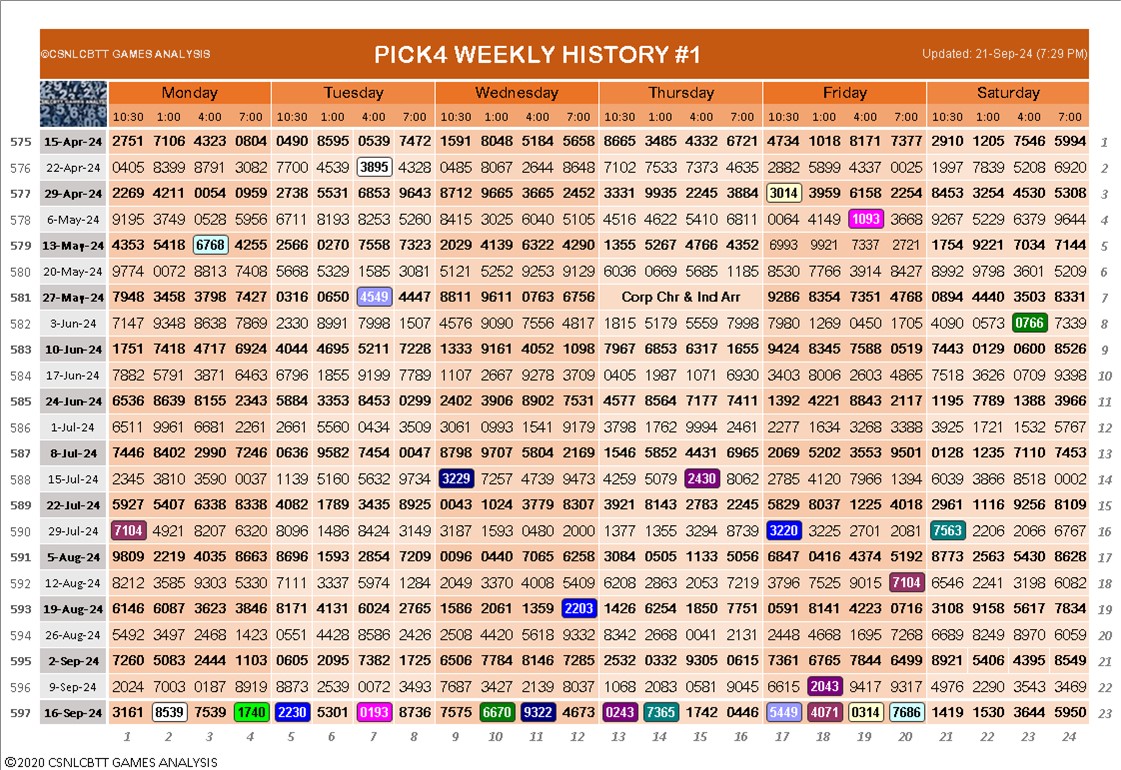 ©CSNLCBTT GAMES ANALYSIS PICK4 WEEKLY HISTORY #1 Updated: 21-Sep-24 (7:29 PM)
Monday Tuesday Wednesday Thursday Friday Saturday
10:30 1:00 4:00 7:00 10:30 1:00 4:00 7:00 10:30 1:00 4:00 7:00 10:30 1:00 4:00 7:00 10:30 1:00 4:00 7:00 10:30 1:00 4:00 7:00
575 15-Apr-24 2751 7106 4323 0804 0490 8595 0539 7472 1591 8048 5184 5658 8665 3485 4332 6721 4734 1018 8171 7377 2910 1205 7546 5994 1
576 22-Apr-24 0405 8399 8791 3082 7700 4539 3895 4328 0485 8067 2644 8648 7102 7533 7373 4635 2882 5899 4337 0025 1997 7839 5208 6920 2
577 29-Apr-24 2269 4211 0054 0959 2738 5531 6853 9643 8712 9665 3665 2452 3331 9935 2245 3884 3014 3959 6158 2254 8453 3254 4530 5308 3
578 6-May-24 9195 3749 0528 5956 6711 8193 8253 5260 8415 3025 6040 5105 4516 4622 5410 6811 0064 4149 1093 3668 9267 5229 6379 9644 4
579 13-May-24 4353 5418 6768 4255 2566 0270 7558 7323 2029 4139 6322 4290 1355 5267 4766 4352 6993 9921 7337 2721 1754 9221 7034 7144 5
580 20-May-24 9774 0072 8813 7408 5668 5329 1585 3081 5121 5252 9253 9129 6036 0669 5685 1185 8530 7766 3914 8427 8992 9798 3601 5209 6
581 27-May-24 7948 3458 3798 7427 0316 0650 4549 4447 8811 9611 0763 6756 Corp Chr & Ind Arr 9286 8354 7351 4768 0894 4440 3503 8331 7
582 3-Jun-24 7147 9348 8638 7869 2330 8991 7998 1507 4576 9090 7556 4817 1815 5179 5559 7998 7980 1269 0450 1705 4090 0573 0766 7339 8
583 10-Jun-24 1751 7418 4717 6924 4044 4695 5211 7228 1333 9161 4052 1098 7967 6853 6317 1655 9424 8345 7588 0519 7443 0129 0600 8526 9
584 17-Jun-24 7882 5791 3871 6463 6796 1855 9199 7789 1107 2667 9278 3709 0405 1987 1071 6930 3403 8006 2603 4865 7518 3626 0709 9398 10
585 24-Jun-24 6536 8639 8155 2343 5884 3353 8453 0299 2402 3906 8902 7531 4577 8564 7177 7411 1392 4221 8843 2117 1195 7789 1388 3966 11
586 1-Jul-24 6511 9961 6681 2261 2661 5560 0434 3509 3061 0993 1541 9179 3798 1762 9994 2461 2277 1634 3268 3388 3925 1721 1532 5767 12
587 8-Jul-24 7446 8402 2990 7246 0636 9582 7454 0047 8798 9707 5804 2169 1546 5852 4431 6965 2069 5202 3553 9501 0128 1235 7110 7453 13
588 15-Jul-24 2345 3810 3590 0037 1139 5160 5632 9734 3229 7257 4739 9473 4259 5079 2430 8062 2785 4120 7966 1394 6039 3866 8518 0002 14
589 22-Jul-24 5927 5407 6338 8338 4082 1789 3435 8925 0043 1024 3779 8307 3921 8143 2783 2245 5829 8037 1225 4018 2961 1116 9256 8109 15
590 29-Jul-24 7104 4921 8207 6320 8096 1486 8424 3149 3187 1593 0480 2000 1377 1355 3294 8739 3220 3225 2701 2081 7563 2206 2066 6767 16
591 5-Aug-24 9809 2219 4035 8663 8696 1593 2854 7209 0096 0440 7065 6258 3084 0505 1133 5056 6847 0416 4374 5192 8773 2563 5430 8628 17
592 12-Aug-24 8212 3585 9303 5330 7111 3337 5974 1284 2049 3370 4008 5409 6208 2863 2053 7219 3796 7525 9015 7104 6546 2241 3198 6082 18
593 19-Aug-24 6146 6087 3623 3846 8171 4131 6024 2765 1586 2061 1359 2203 1426 6254 1850 7751 0591 8141 4223 0716 3108 9158 5617 7834 19
594 26-Aug-24 5492 3497 2468 1423 0551 4428 8586 2426 2508 4420 5618 9332 8342 2668 0041 2131 2448 4668 1695 7268 6689 8249 8970 6059 20
595 2-Sep-24 7260 5083 2444 1103 0605 2095 7382 1725 6506 7784 8146 7285 2532 0332 9305 0615 7361 6765 7844 6499 8921 5406 4395 8549 21
596 9-Sep-24 2024 7003 0187 8919 8873 2539 0072 3493 7687 3427 2139 8037 1068 2083 0581 9045 6615 2043 9417 9317 4976 2290 3543 3469 22
597 16-Sep-24 3161 8539 7539 1740 2230 5301 0193 8736 7575 6670 9322 4673 0243 7365 1742 0446 5449 4071 0314 7686 1419 1530 3644 5950 23
1 2 3 4 5 6 7 8 9 10 11 12 13 14 15 16 17 18 19 20 21 22 23 24
©2020 CSNLCBTT GAMES ANALYSIS